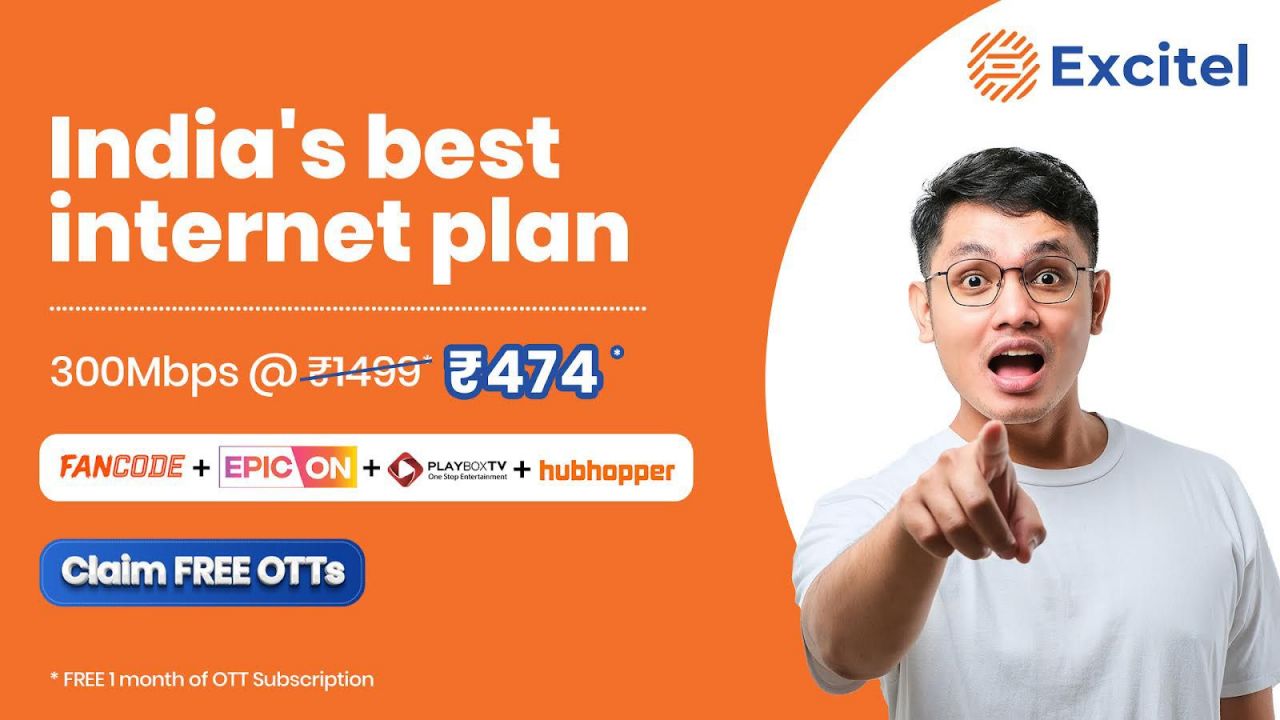 Excitel
India's best
internet plan
300Mbps @ ₹1499* ₹474*
FANCODE + EPIC ON + PLAYBOXTV One Stop Entertainment + hubhopper
Claim FREE OTTs
* FREE 1 month of OTT Subscription